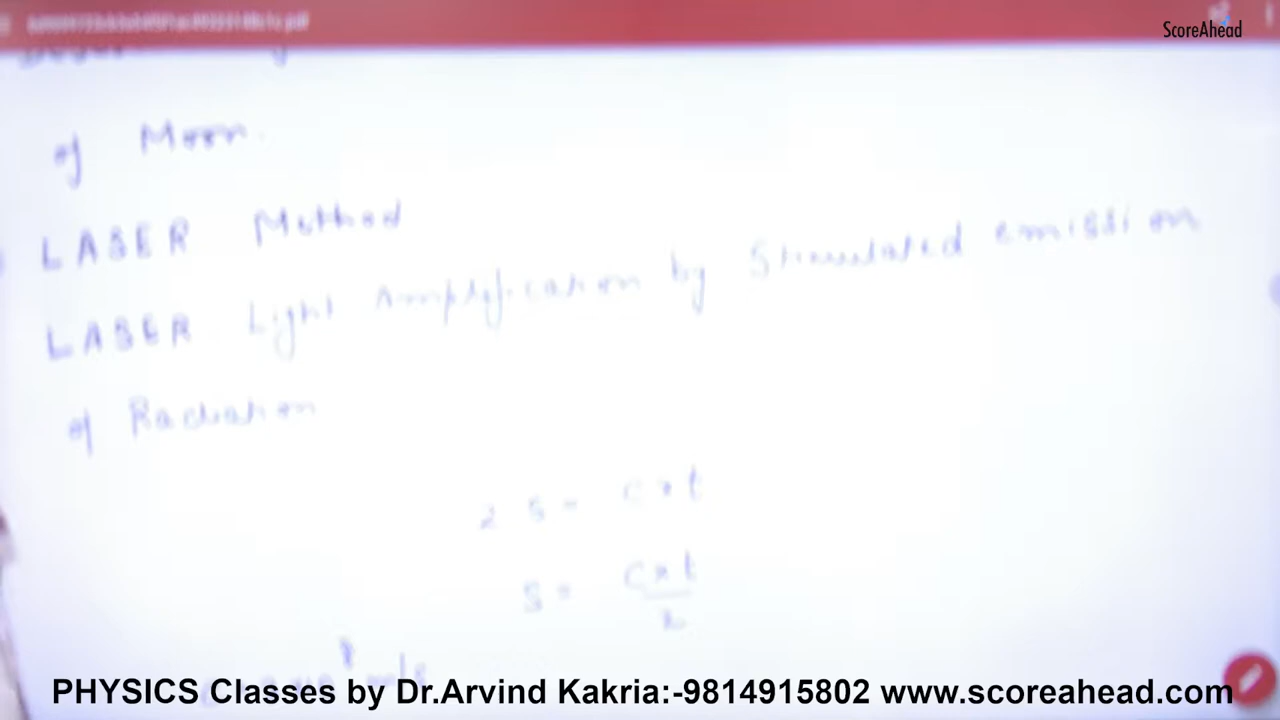 ScoreAhead
of Moon.
LASER Method
LASER Light Amplification by Stimulated emission
of Radiation
2 S = C x t
S = C x t
2
PHYSICS Classes by Dr.Arvind Kakria:-9814915802 www.scoreahead.com